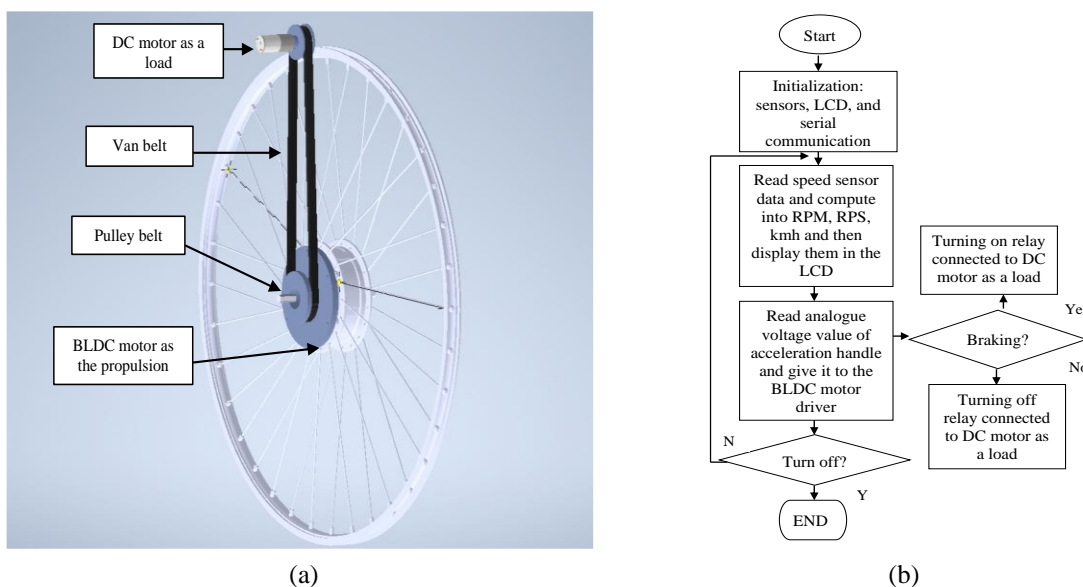 DC motor as a
load
Van belt
Pulley belt
BLDC motor as
the propulsion
(a)
Start
Initialization:
sensors, LCD, and
serial
communication
Read speed sensor
data and compute
into RPM, RPS,
kmh and then
display them in the
LCD
Read analogue
voltage value of
acceleration handle
and give it to the
BLDC motor
driver
Turning on relay
connected to DC
motor as a load
Ye
Braking?
No
Turning off
relay connected
to DC motor as
a load
N
Turn off?
Y
END
(b)